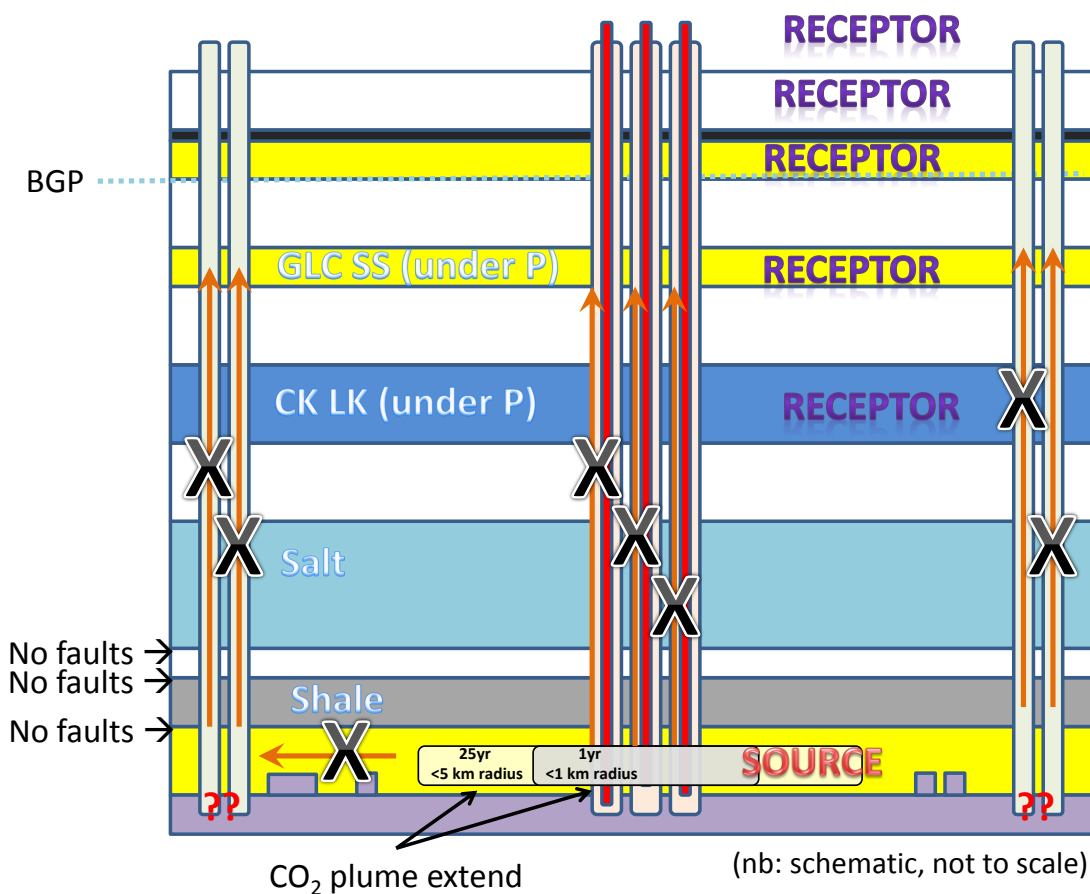 RECEPTOR
RECEPTOR
RECEPTOR
BGP
GLC SS (under P)
RECEPTOR
CK LK (under P)
RECEPTOR
X
X
X
X
X
X
X
Salt
No faults →
No faults →
Shale
No faults →
X
25yr
<5 km radius
1yr
<1 km radius
SOURCE
??
??
CO₂ plume extend
(nb: schematic, not to scale)